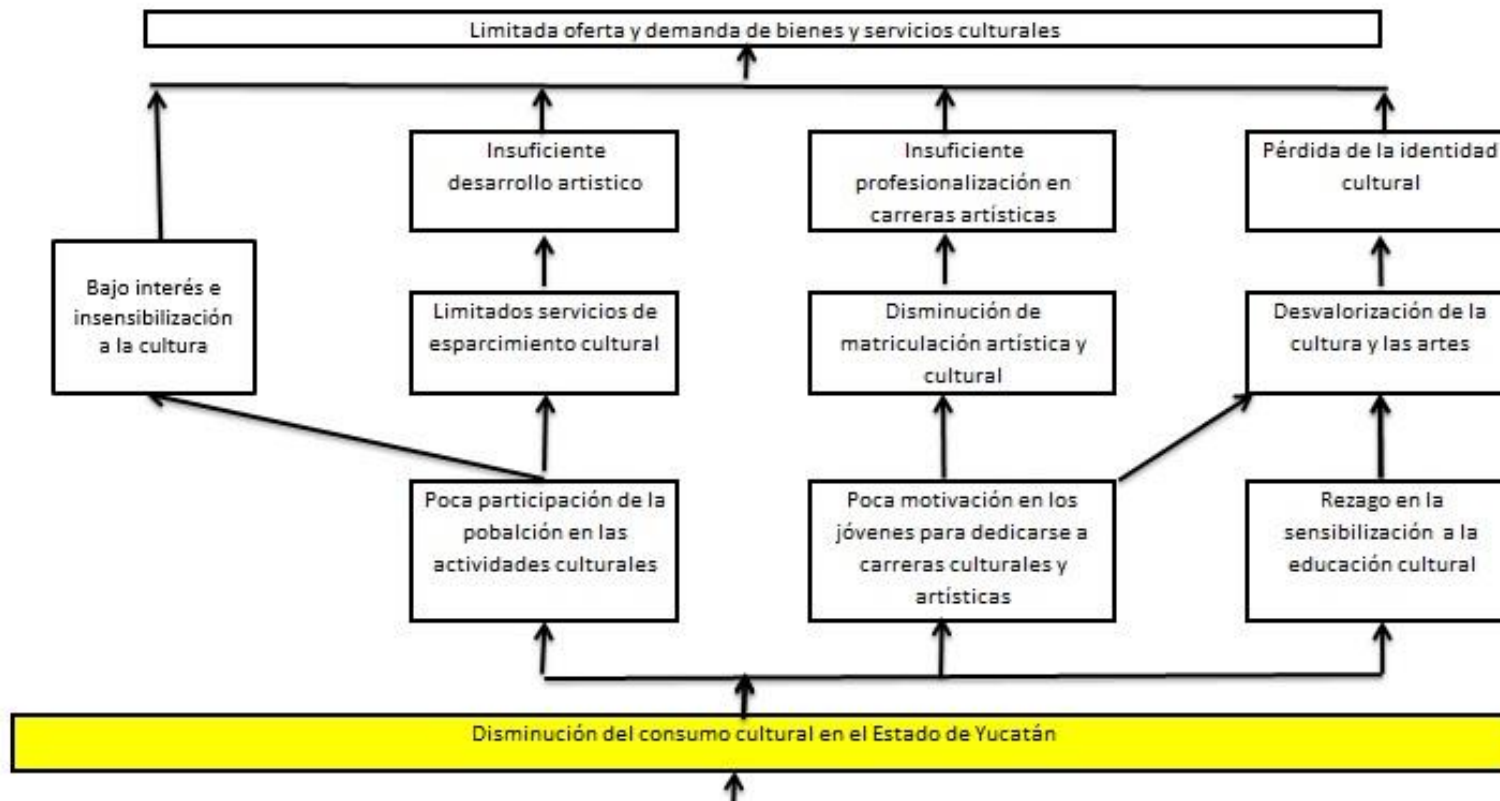 Limitada oferta y demanda de bienes y servicios culturales
Insuficiente
desarrollo artistico
Insuficiente
profesionalización en
carreras artísticas
Pérdida de la identidad
cultural
Bajo interés e
insensibilización
a la cultura
Limitados servicios de
esparcimiento cultural
Disminución de
matriculación artística y
cultural
Desvalorización de la
cultura y las artes
Poca participación de la
pobalción en las
actividades culturales
Poca motivación en los
jóvenes para dedicarse a
carreras culturales y
artísticas
Rezago en la
sensibilización a la
educación cultural
Disminución del consumo cultural en el Estado de Yucatán